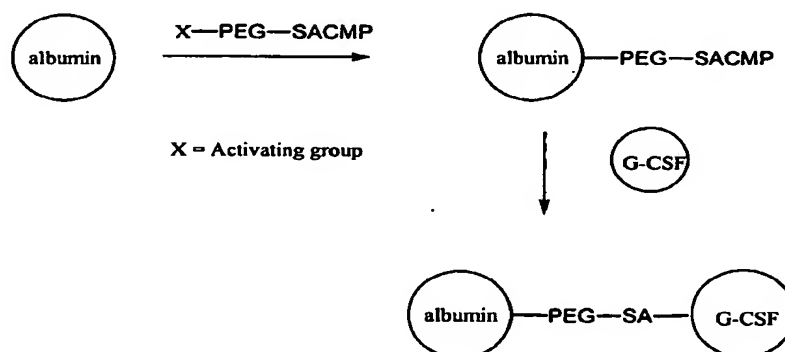 X—PEG—SACMP
albumin
albumin—PEG—SACMP
X = Activating group
G-CSF
albumin—PEG—SA—G-CSF